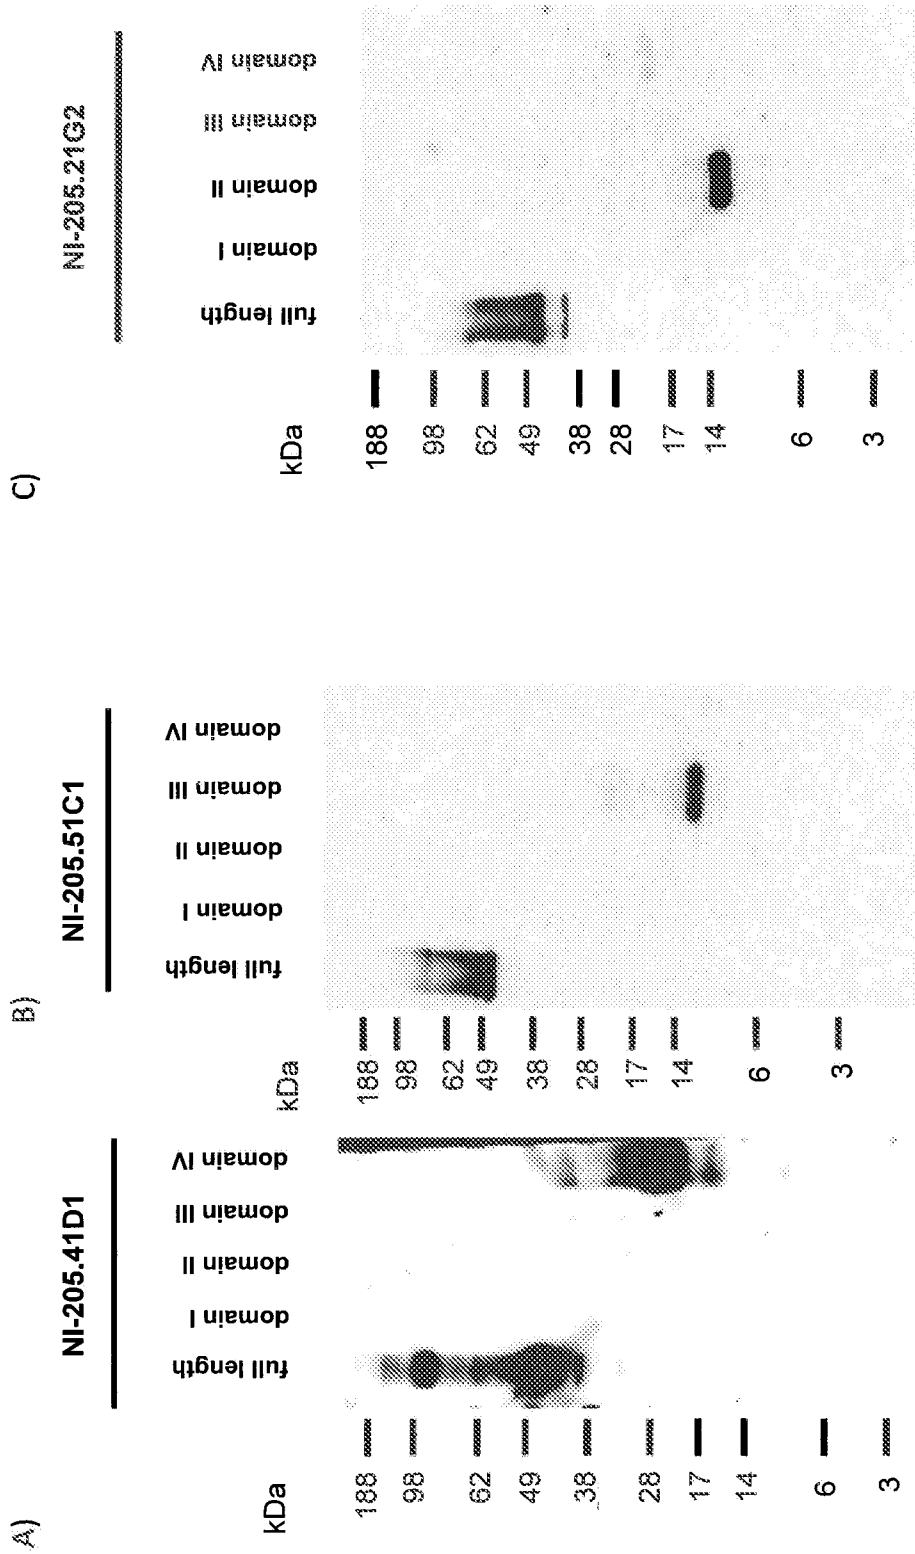 A)
NI-205.41D1
full length
domain I
domain II
domain III
domain IV
kDa
188
98
62
49
38
28
17
14
6
3
B)
NI-205.51C1
full length
domain I
domain II
domain III
domain IV
kDa
188
98
62
49
38
28
17
14
6
3
C)
NI-205.21G2
full length
domain I
domain II
domain III
domain IV
kDa
188
98
62
49
38
28
17
14
6
3